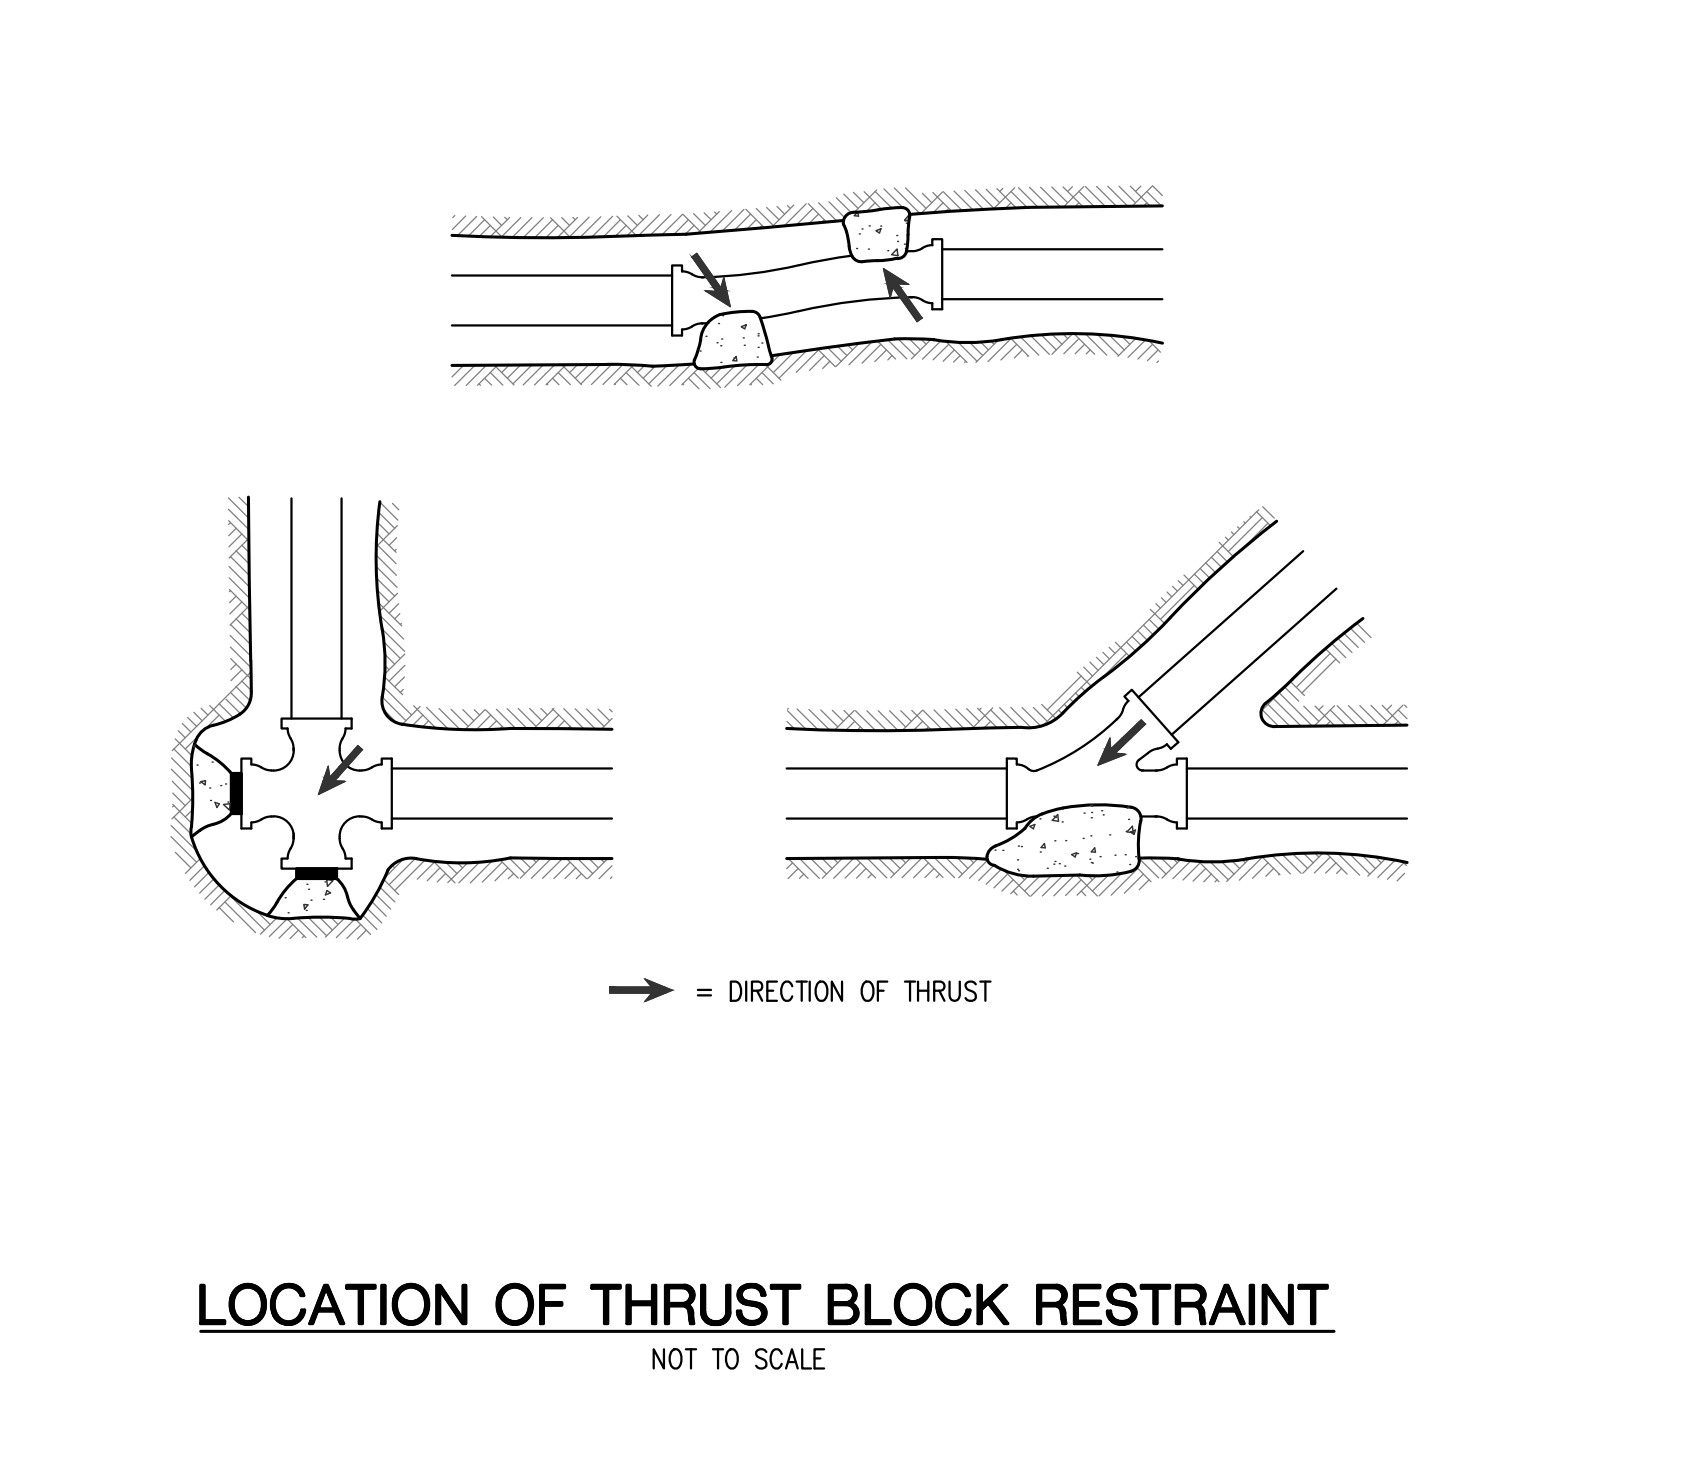 = DIRECTION OF THRUST
LOCATION OF THRUST BLOCK RESTRAINT
NOT TO SCALE